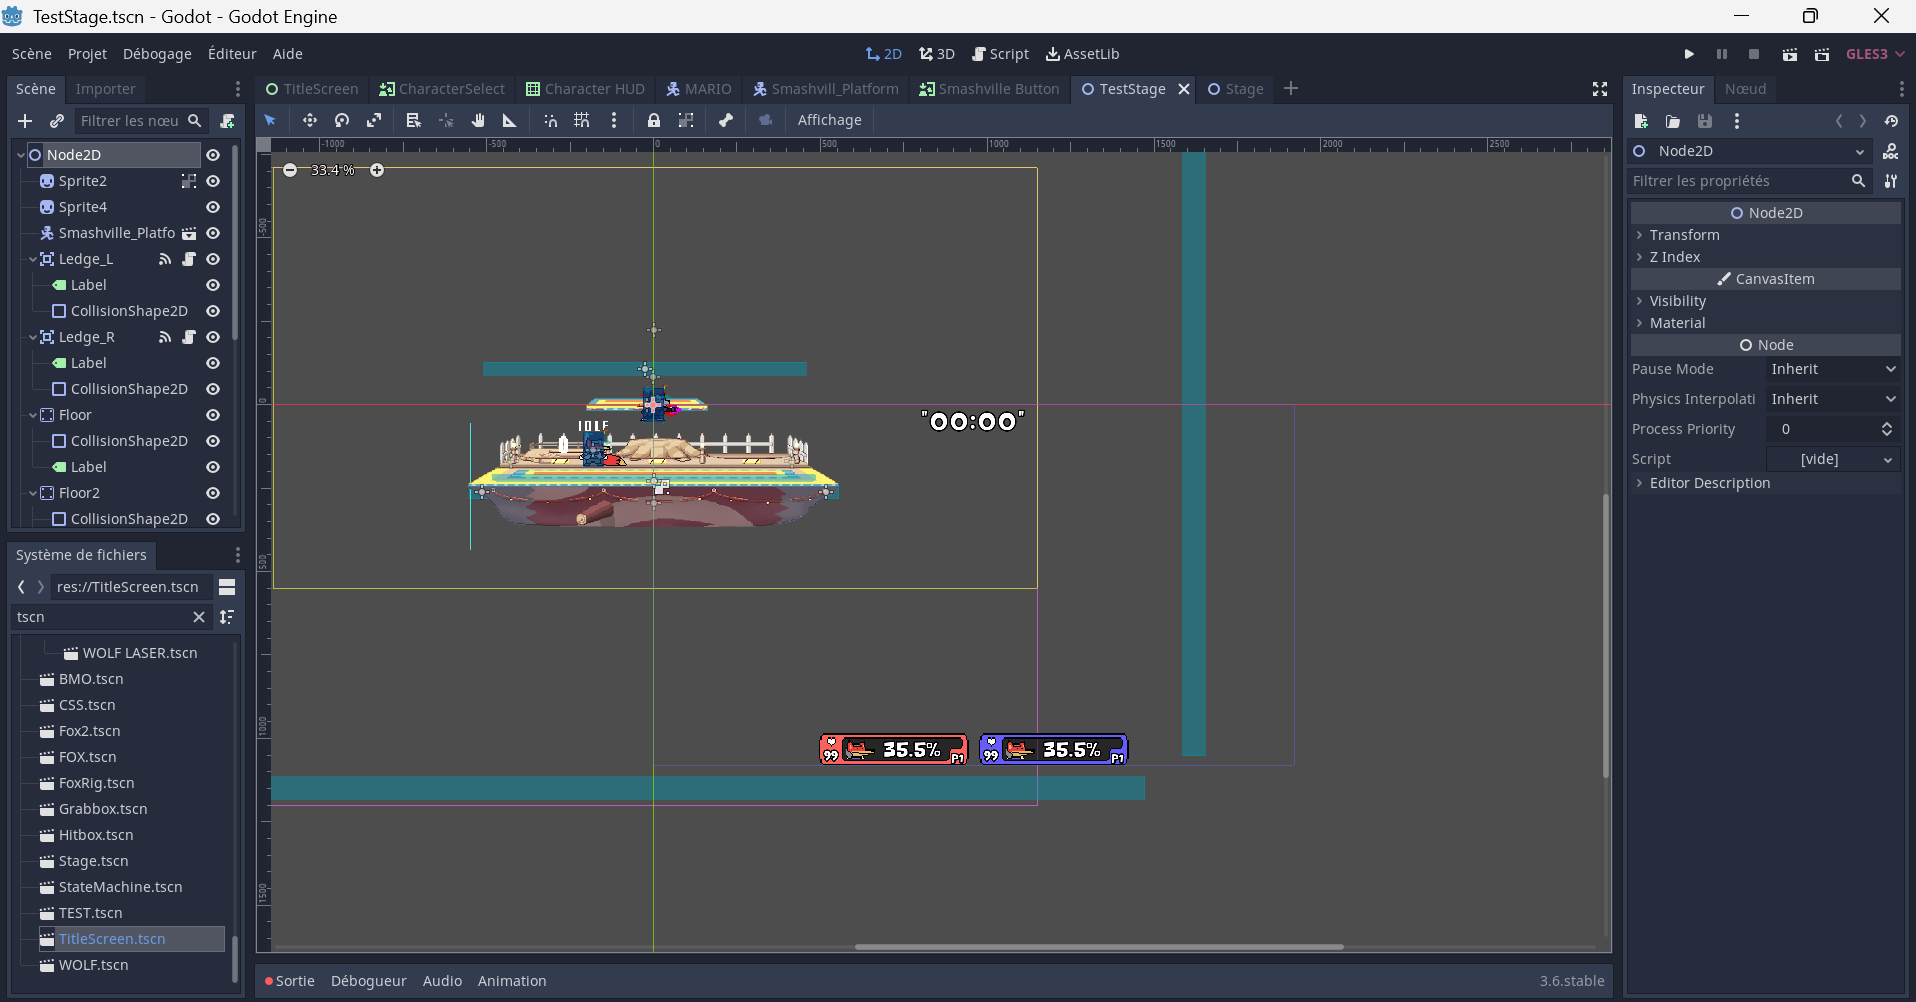 TestStage.tscn - Godot - Godot Engine
Scène Projet Débogage Éditeur Aide
2D 3D Script AssetLib
GLES3
Scène Importer
TitleScreen CharacterSelect Character HUD MARIO Smashvill_Platform Smashville Button TestStage Stage
Inspecteur Nœud
Filtrer les nœu
Affichage
Node2D
Sprite2
Sprite4
Smashville_Platfo
Ledge_L
Label
CollisionShape2D
Ledge_R
Label
CollisionShape2D
Floor
CollisionShape2D
Label
Floor2
CollisionShape2D
Système de fichiers
res://TitleScreen.tscn
tscn
WOLF LASER.tscn
BMO.tscn
CSS.tscn
Fox2.tscn
FOX.tscn
FoxRig.tscn
Grabbox.tscn
Hitbox.tscn
Stage.tscn
StateMachine.tscn
TEST.tscn
TitleScreen.tscn
WOLF.tscn
-1000 -500 0 500 1000 1500 2000 2500
33.4 %
-500
0
500
1000
1500
"00:00"
IDLE
0
99 35.5% P1
99 35.5% P1
Sortie Débogueur Audio Animation
3.6.stable
Node2D
Filtrer les propriétés
Node2D
Transform
Z Index
CanvasItem
Visibility
Material
Node
Pause Mode Inherit
Physics Interpolati Inherit
Process Priority 0
Script [vide]
Editor Description